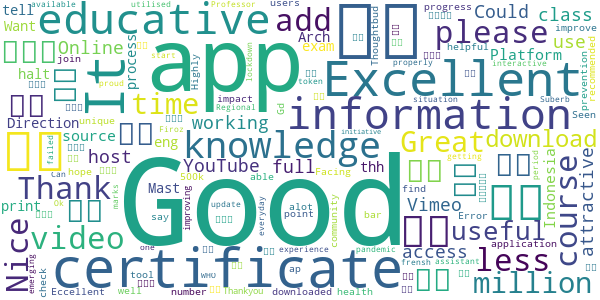 Good
app
certificate
Excellent
information
knowledge
educative
It
add
please
time
Great
Thank
video
Nice
course
useful
less
million
download
attractive
access
working
YouTube
full
Vimeo
host
Mast
thh
source
eng
Direction
print
halt
Online
tell
Want
join
process
Arch
exam
Could
class
use
Platform
users
progress
improve
available
utilised
Professor
start
lockdown
Highly
impact
Regional
token
Thoughtbud
helpful
interactive
recommended
prevention
Seen
properly
situation
Suberb
Indonesia
unique
proud
Gd
Firoz
initiative
failed
Can
hope
Ok
marks
getting
period
find
Error
application
frensh
assistant
say
500k
improving
able
update
point
alot
Facing
community
everyday
bar
one
experience
pandemic
tool
WHO
ap
emerging
check
Eccellent
well
number
Thankyou
downloaded
health